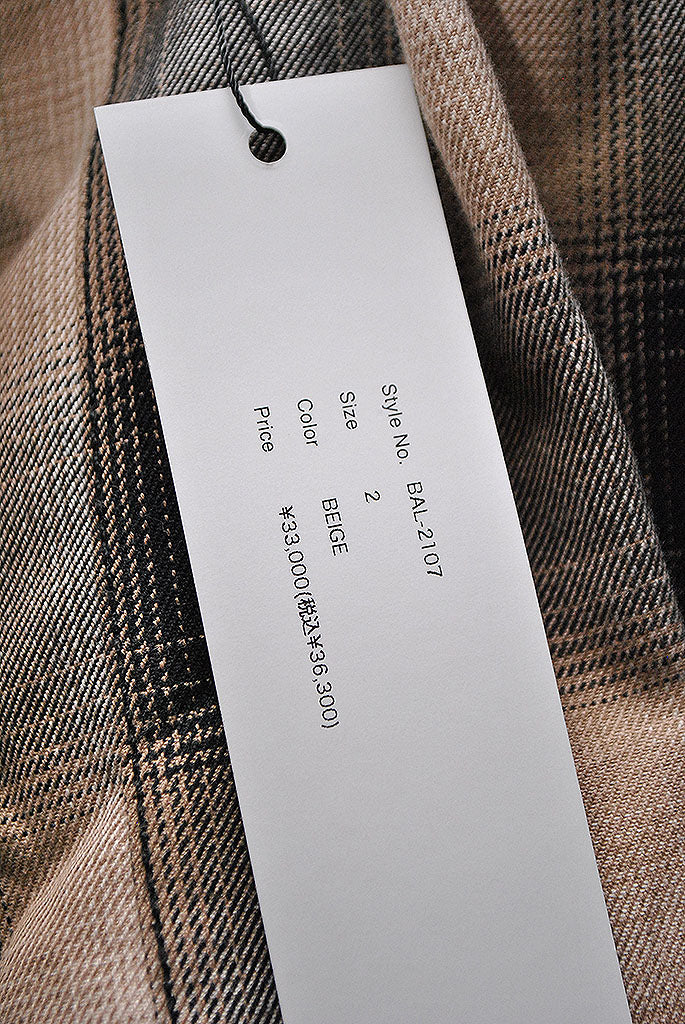 Style No. BAL-2107
Size 2
Color BEIGE
Price ¥33,000(税込¥36,300)